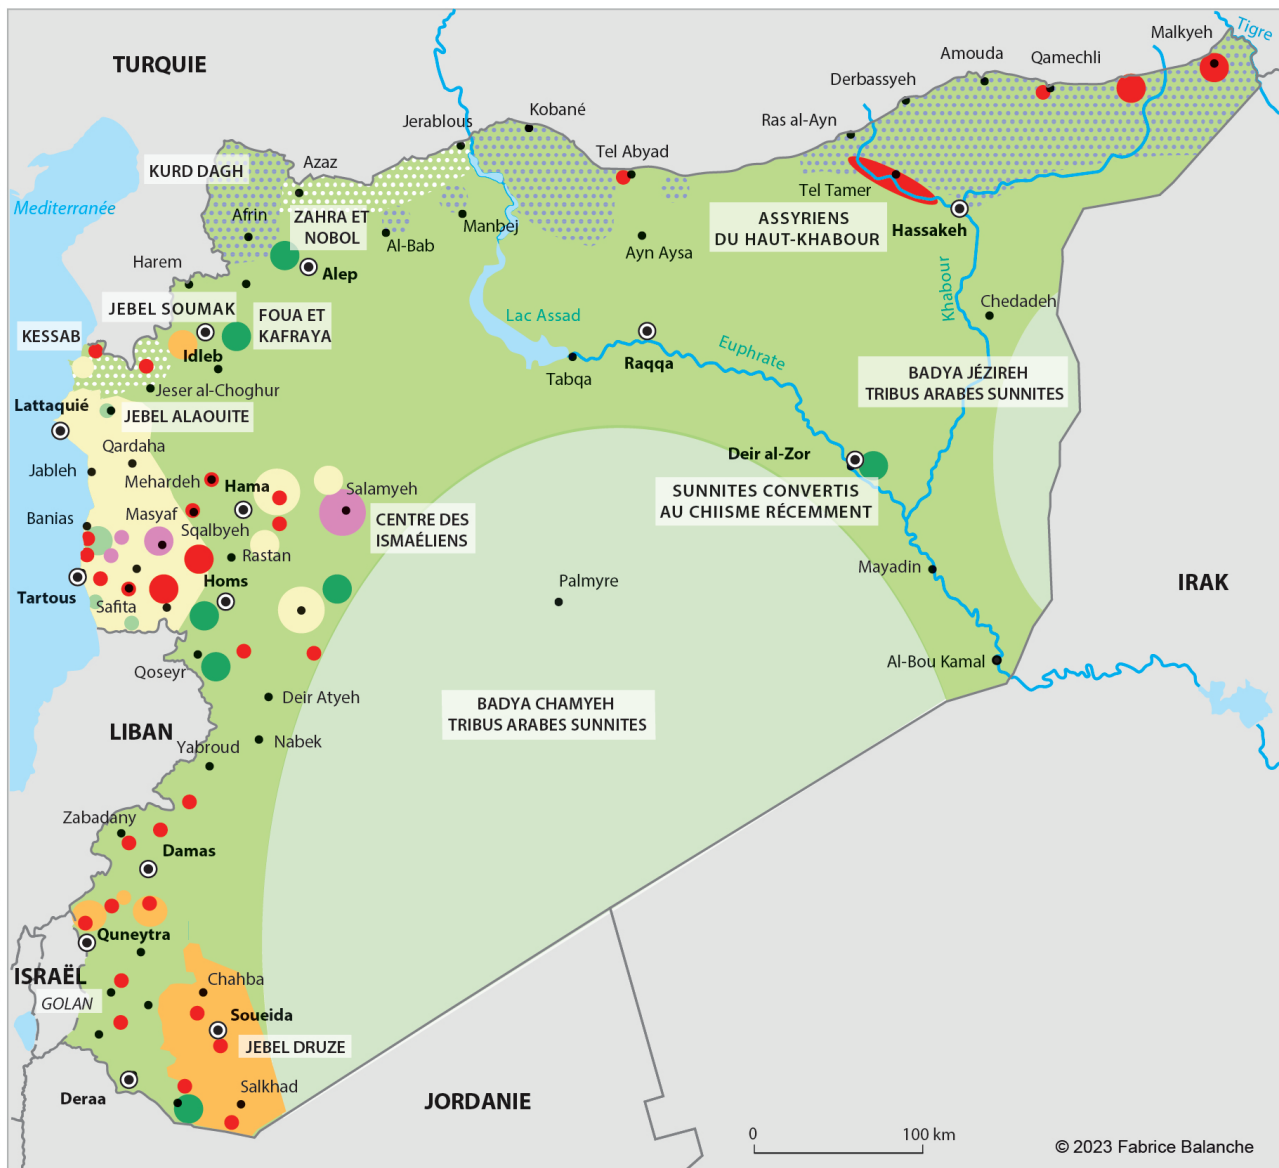 Tigre
Malkyeh
Amouda
Qamechli
TURQUIE
Derbassyeh
Kobané
Jerablous
Ras al-Ayn
Tel Abyad
Azaz
KURD DAGH
Tel Tamer
Mediterranée
Afrin
ZAHRA ET
NOBOL
Manbej
ASSYRIENS
DU HAUT-KHABOUR
Hassakeh
Al-Bab
Ayn Aysa
Harem
Alep
Khabour
Chedadeh
JEBEL SOUMAK
FOUA ET
KAFRAYA
Lac Assad
KESSAB
Idleb
Raqqa
Euphrate
Tabqa
BADYA JÉZIREH
TRIBUS ARABES SUNNITES
Jeser al-Choghur
Lattaquié
JEBEL ALAOUITE
Qardaha
Deir al-Zor
Jableh
Mehardeh
Hama
Salamyeh
SUNNITES CONVERTIS
AU CHIISME RÉCEMMENT
Banias
Masyaf
Sqalbyeh
CENTRE DES
ISMAÉLIENS
Rastan
Mayadin
Homs
Palmyre
IRAK
Tartous
Safita
Al-Bou Kamal
Qoseyr
Deir Atyeh
BADYA CHAMYEH
TRIBUS ARABES SUNNITES
LIBAN
Yabroud
Nabek
Zabadany
Damas
Quneytra
ISRAËL
Chahba
GOLAN
Soueida
JEBEL DRUZE
Salkhad
Deraa
JORDANIE
0
100 km
© 2023 Fabrice Balanche